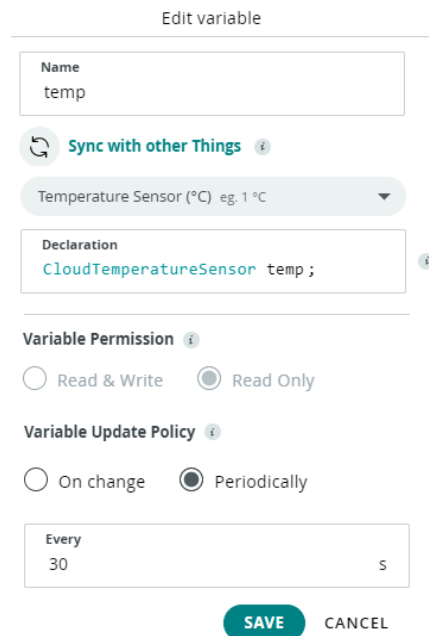 Edit variable
Name
temp
Sync with other Things i
Temperature Sensor (°C) eg. 1 °C
Declaration
CloudTemperatureSensor temp;
i
Variable Permission i
Read & Write Read Only
Variable Update Policy i
On change Periodically
Every
30 s
SAVE CANCEL